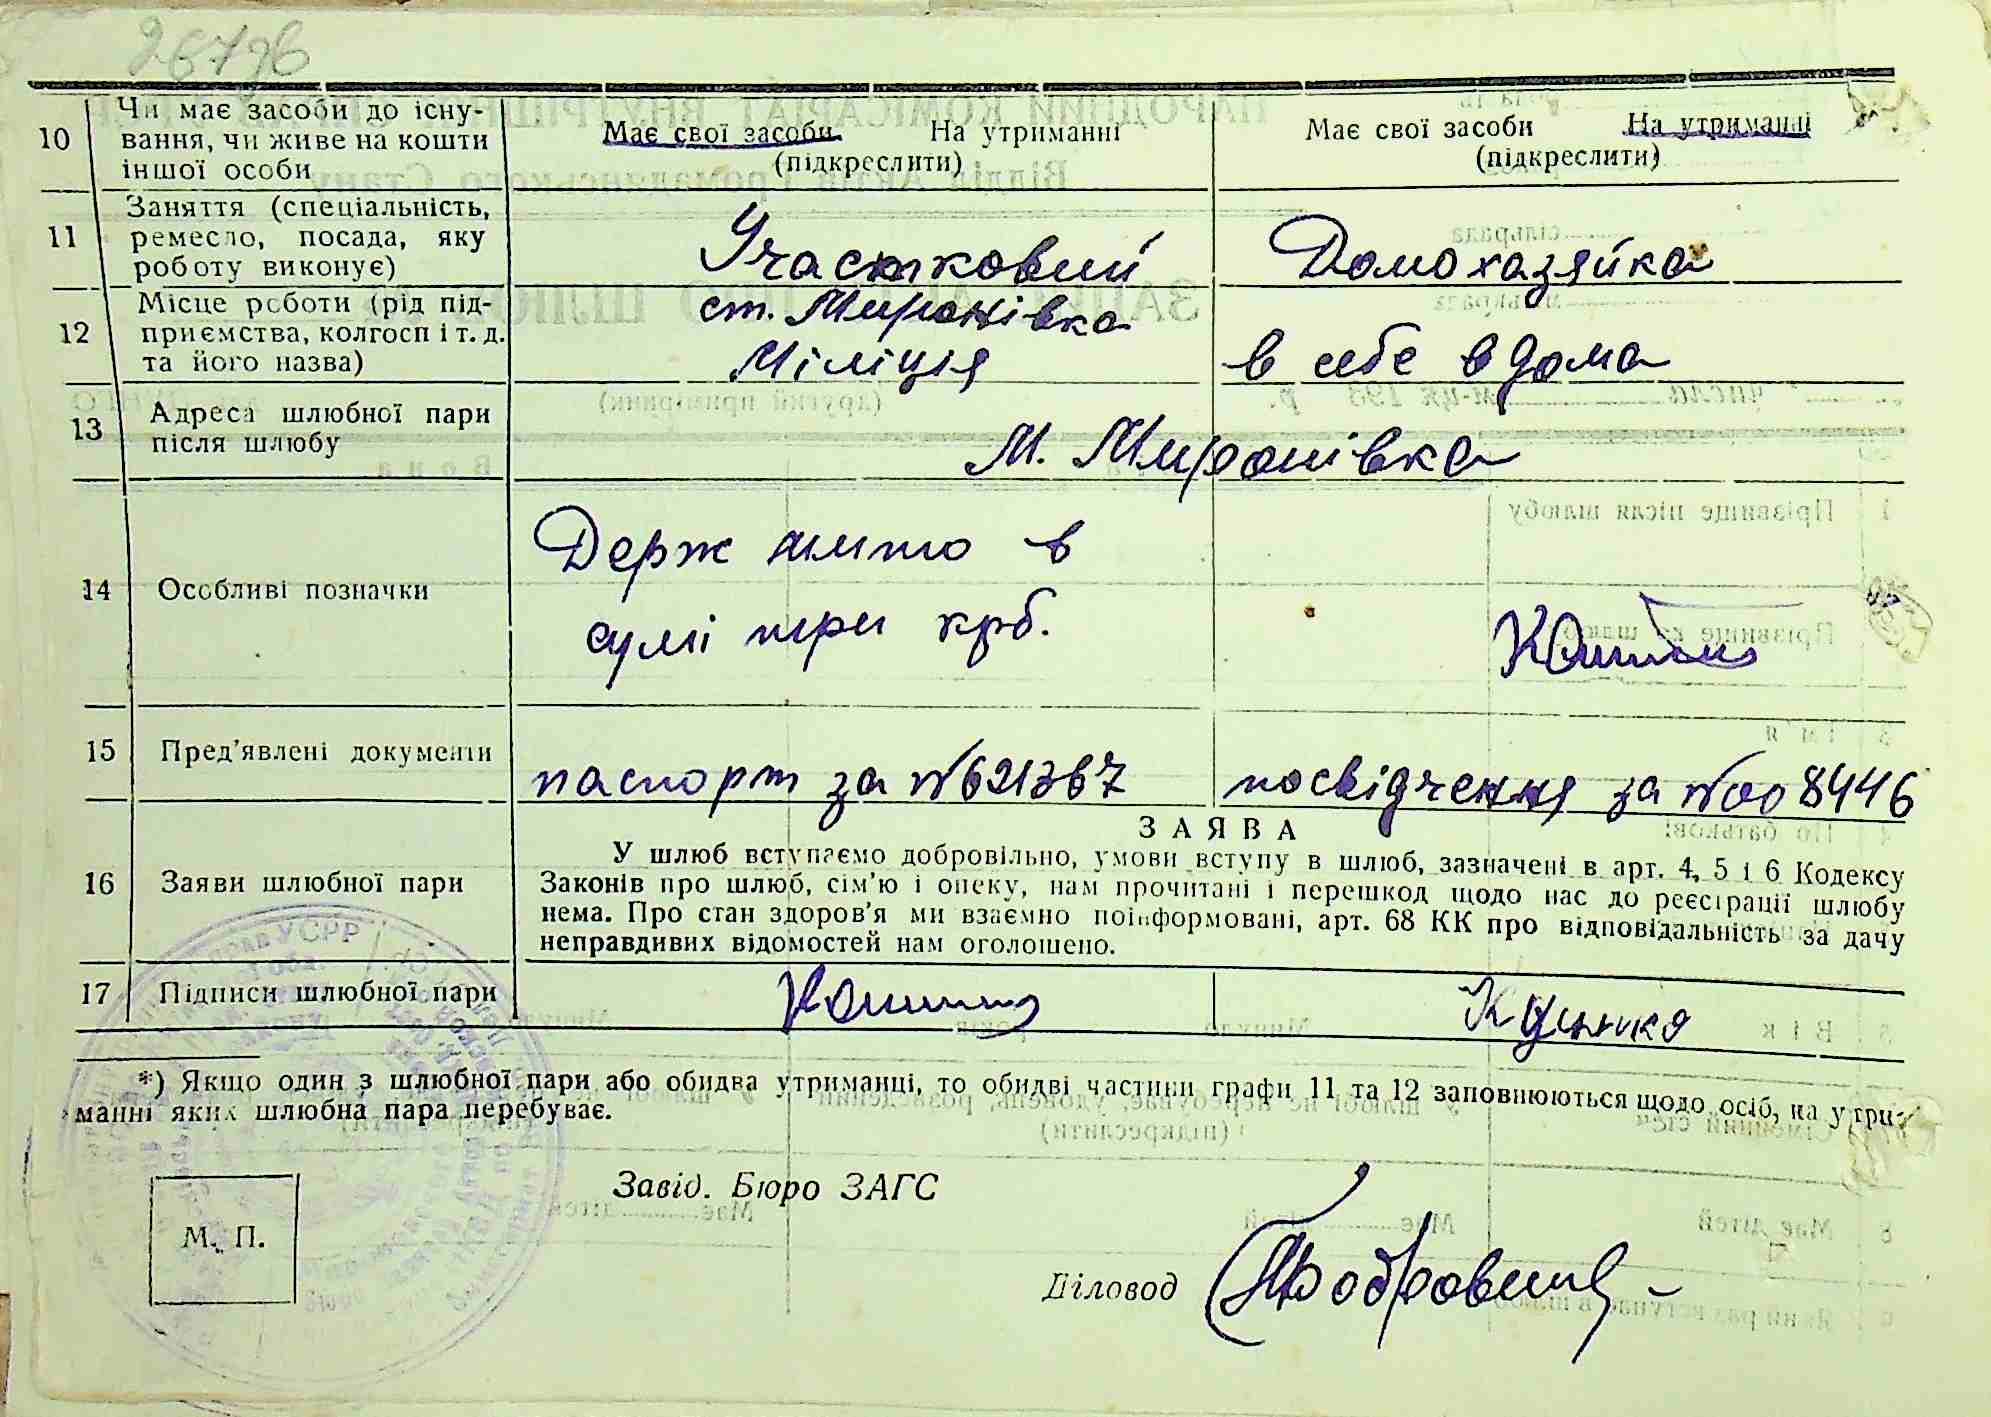 26796
10 Чи має засоби до існу-
вання, чи живе на кошти
іншої особи
Має свої засоби На утриманні
(підкреслити)
Має свої засоби На утриманні
(підкреслити)
11 Заняття (спеціальність,
ремесло, посада, яку
роботу виконує)
Участковий
Домохазяйка
12 Місце роботи (рід під-
приємства, колгосп і т. д.
та його назва)
ст. Миронівка
Міліція
в себе вдома
13 Адреса шлюбної пари
після шлюбу
М. Миронівка
14 Особливі позначки
Держ мито в
сумі три крб.
15 Пред’явлені документи
паспорт за №621367
посвідчення за №008446
16 Заяви шлюбної пари
ЗАЯВА
У шлюб вступаємо добровільно, умови вступу в шлюб, зазначені в арт. 4, 5 і 6 Кодексу
Законів про шлюб, сім’ю і опеку, нам прочитані і перешкод щодо нас до реєстрації шлюбу
нема. Про стан здоров’я ми взаємно поінформовані, арт. 68 КК про відповідальність за дачу
неправдивих відомостей нам оголошено.
17 Підписи шлюбної пари
*) Якщо один з шлюбної пари або обидва утриманці, то обидві частини графи 11 та 12 заповнюються щодо осіб, на утри-
манні яких шлюбна пара перебуває.
Завід. Бюро ЗАГС
М. П.
Діловод
УСРР